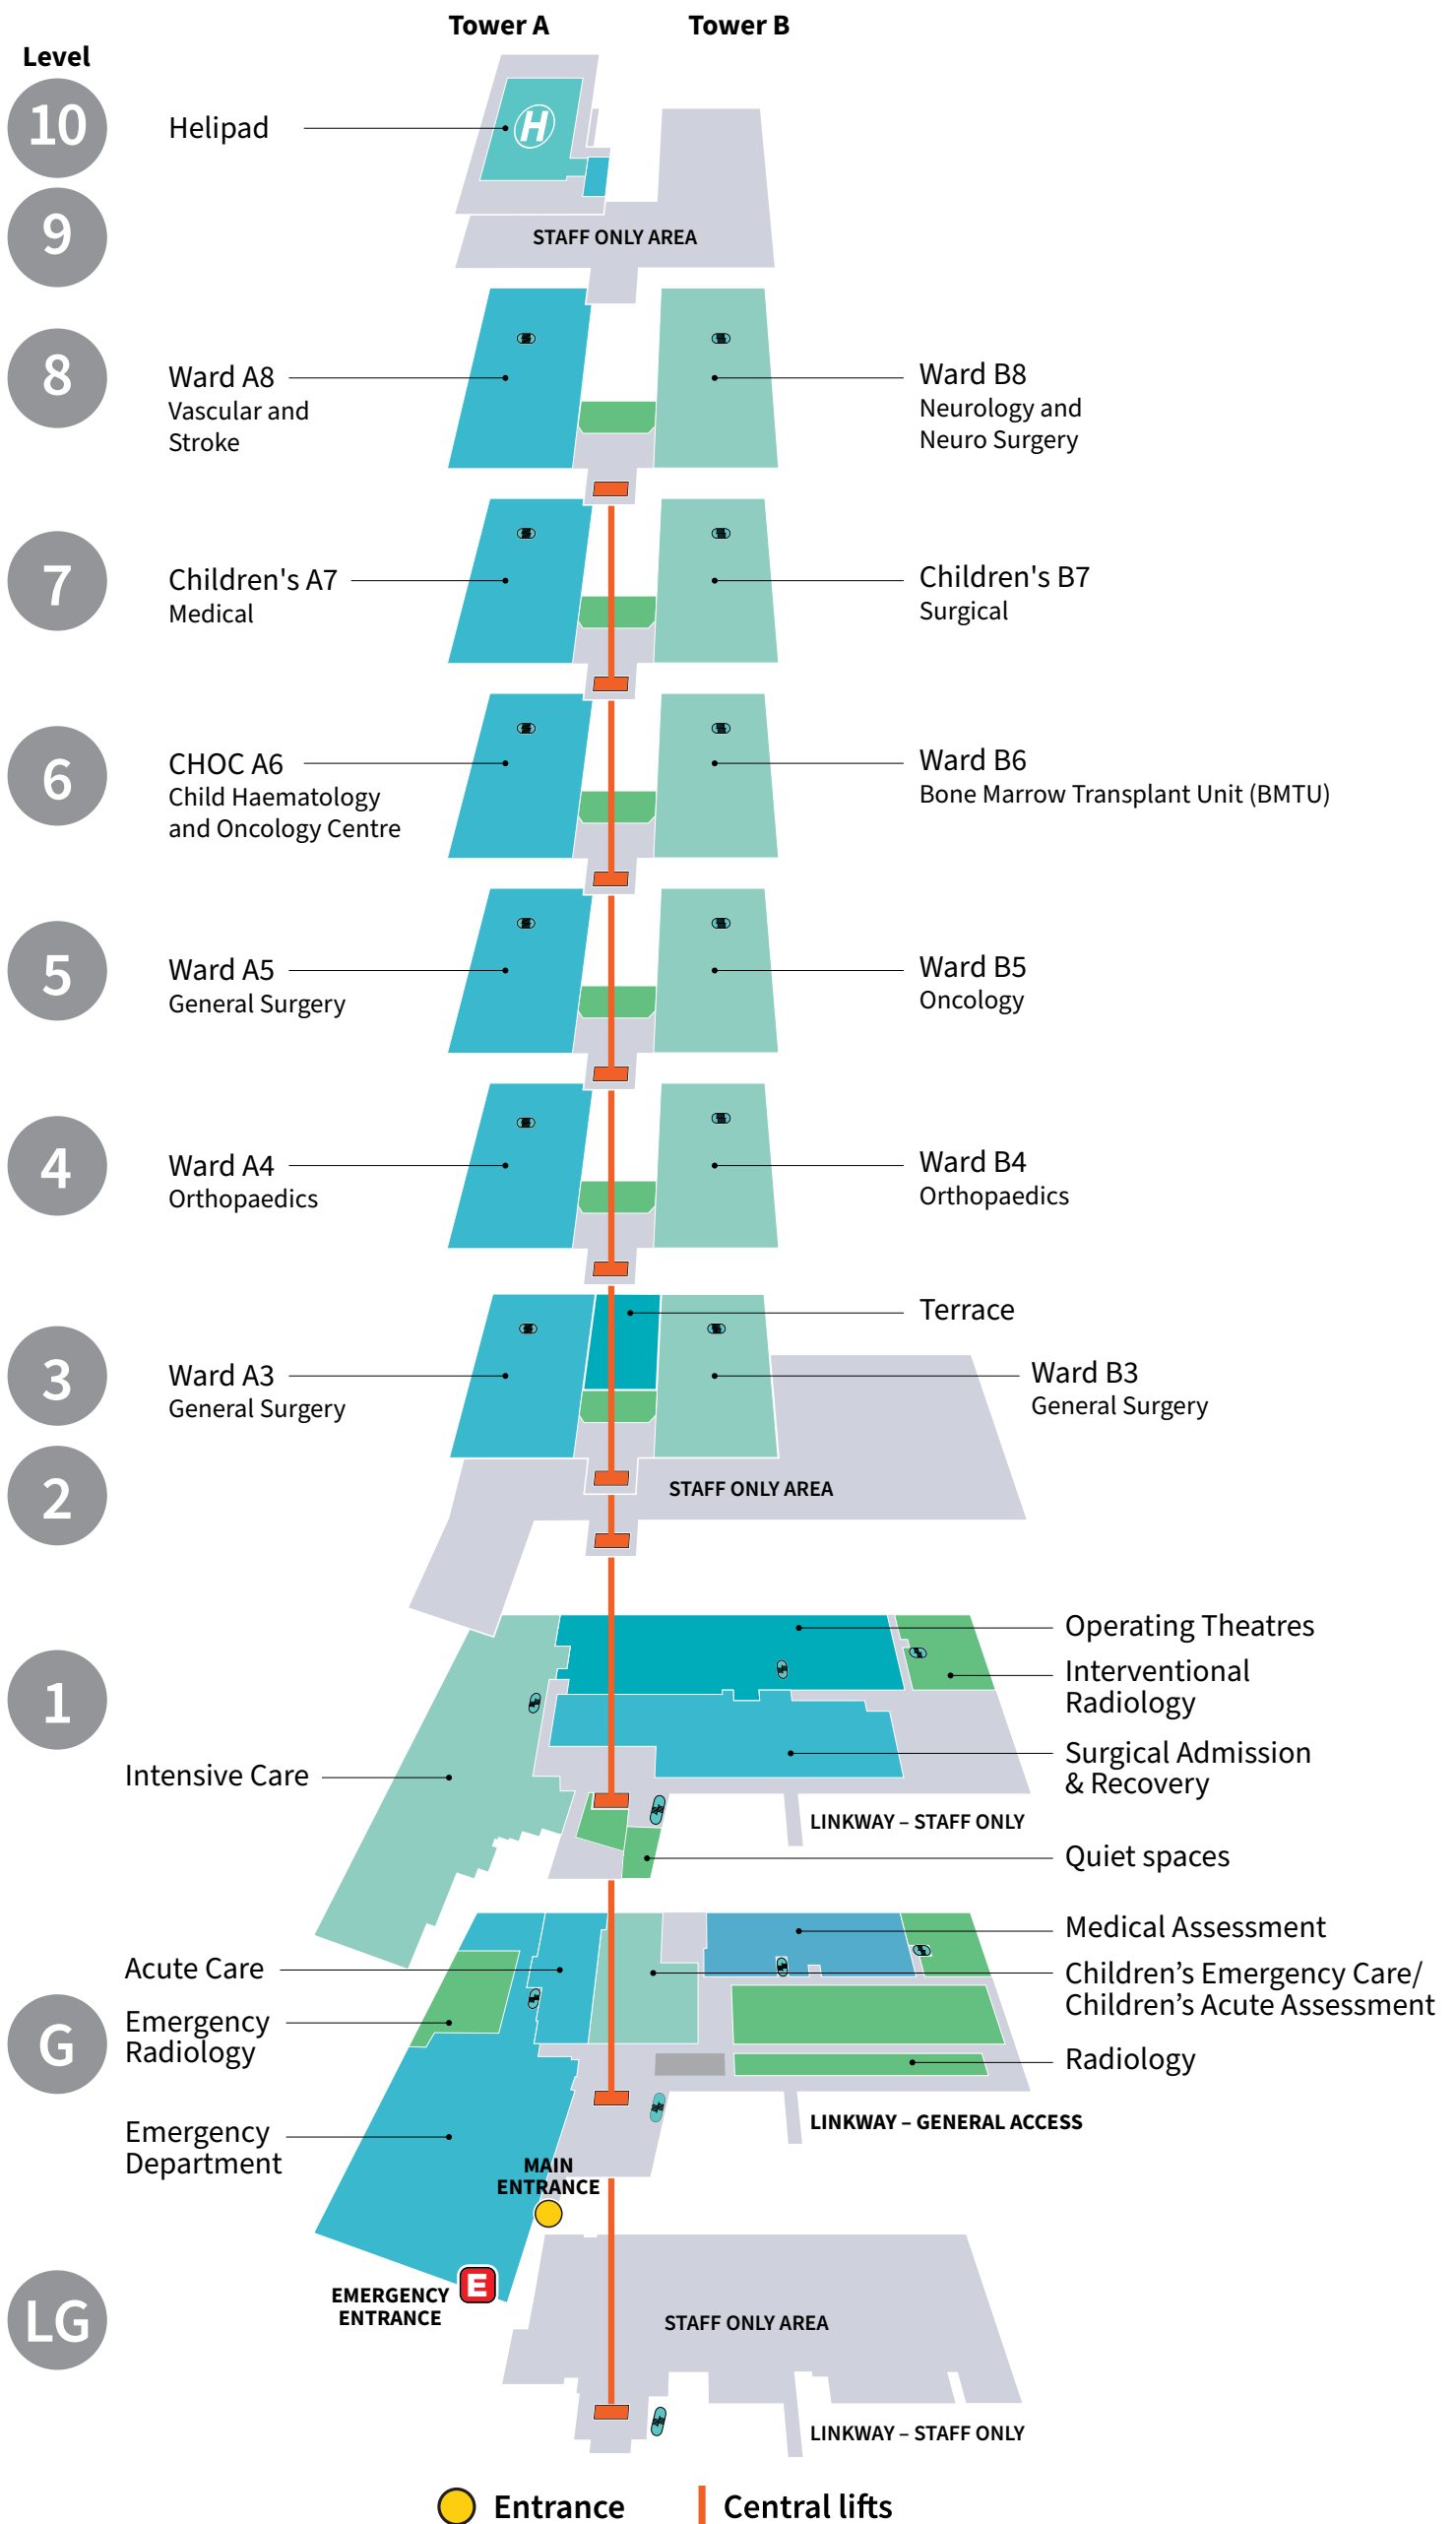 Tower A
Tower B
Level
10
Helipad
H
9
STAFF ONLY AREA
8
Ward A8
Vascular and
Stroke
Ward B8
Neurology and
Neuro Surgery
7
Children's A7
Medical
Children's B7
Surgical
6
CHOC A6
Child Haematology
and Oncology Centre
Ward B6
Bone Marrow Transplant Unit (BMTU)
5
Ward A5
General Surgery
Ward B5
Oncology
4
Ward A4
Orthopaedics
Ward B4
Orthopaedics
Terrace
3
Ward A3
General Surgery
Ward B3
General Surgery
2
STAFF ONLY AREA
1
Operating Theatres
Interventional
Radiology
Surgical Admission
& Recovery
Intensive Care
LINKWAY – STAFF ONLY
Quiet spaces
G
Medical Assessment
Acute Care
Children’s Emergency Care/
Children’s Acute Assessment
Emergency
Radiology
Radiology
LINKWAY – GENERAL ACCESS
Emergency
Department
MAIN
ENTRANCE
E
EMERGENCY
ENTRANCE
LG
STAFF ONLY AREA
LINKWAY – STAFF ONLY
Entrance
Central lifts